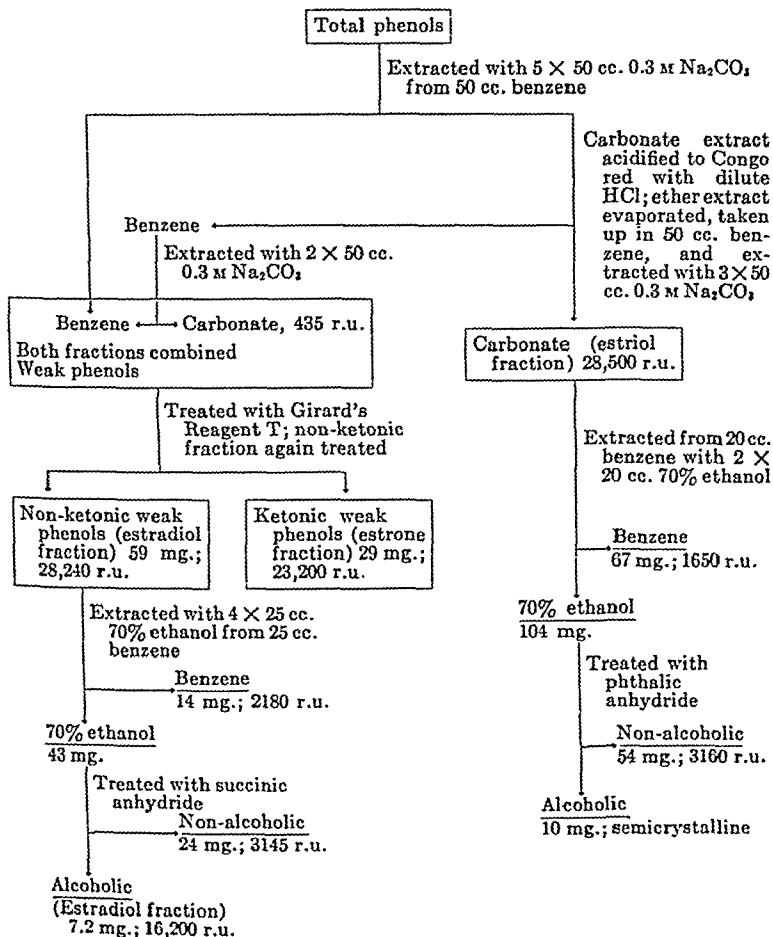 Total phenols
Extracted with 5 × 50 cc. 0.3 M Na₂CO₃
from 50 cc. benzene
Carbonate extract
acidified to Congo
red with dilute
HCl; ether extract
evaporated, taken
up in 50 cc. ben-
zene, and ex-
tracted with 3 × 50
cc. 0.3 M Na₂CO₃
Benzene
Extracted with 2 × 50 cc.
0.3 M Na₂CO₃
Benzene Carbonate, 435 r.u.
Both fractions combined
Weak phenols
Carbonate (estriol
fraction) 28,500 r.u.
Treated with Girard's
Reagent T; non-ketonic
fraction again treated
Extracted from 20 cc.
benzene with 2 ×
20 cc. 70% ethanol
Non-ketonic weak
phenols (estradiol
fraction) 59 mg.;
28,240 r.u.
Ketonic weak
phenols (estrone
fraction) 29 mg.;
23,200 r.u.
Benzene
67 mg.; 1650 r.u.
70% ethanol
104 mg.
Extracted with 4 × 25 cc.
70% ethanol from 25 cc.
benzene
Benzene
14 mg.; 2180 r.u.
Treated with
phthalic
anhydride
70% ethanol
43 mg.
Non-alcoholic
54 mg.; 3160 r.u.
Treated with succinic
anhydride
Non-alcoholic
24 mg.; 3145 r.u.
Alcoholic
10 mg.; semicrystalline
Alcoholic
(Estradiol fraction)
7.2 mg.; 16,200 r.u.